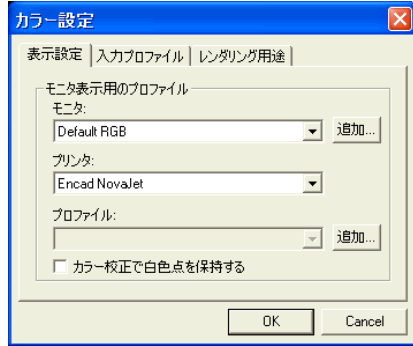 カラー設定
表示設定 入力プロファイル レンダリング用途
モニタ表示用のプロファイル
モニタ:
Default RGB 追加...
プリンタ:
Encad NovaJet
プロファイル:
追加...
カラー校正で白色点を保持する
OK Cancel